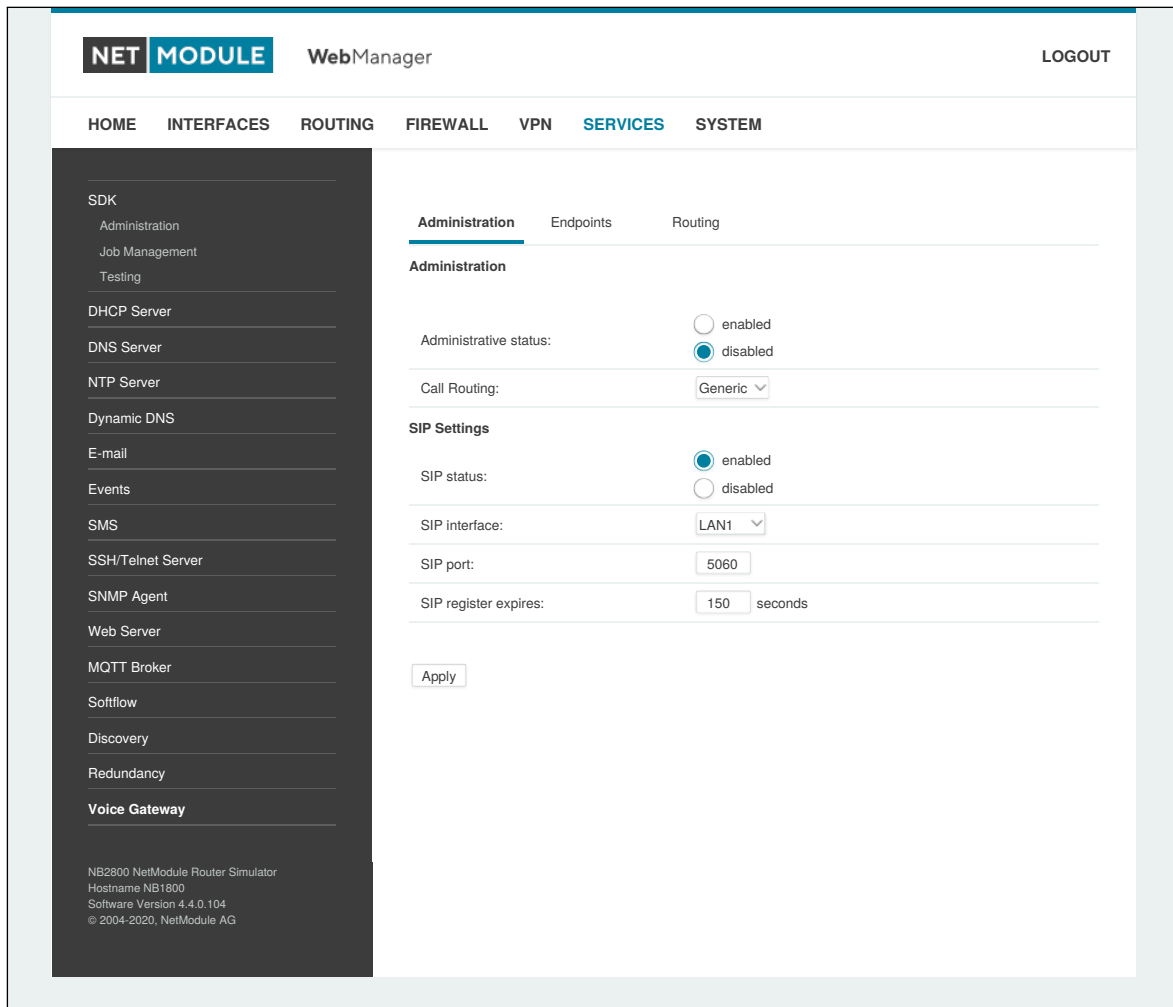 NET MODULE WebManager LOGOUT
HOME INTERFACES ROUTING FIREWALL VPN SERVICES SYSTEM
SDK
Administration
Job Management
Testing
DHCP Server
DNS Server
NTP Server
Dynamic DNS
E-mail
Events
SMS
SSH/Telnet Server
SNMP Agent
Web Server
MQTT Broker
Softflow
Discovery
Redundancy
Voice Gateway
NB2800 NetModule Router Simulator
Hostname NB1800
Software Version 4.4.0.104
© 2004-2020, NetModule AG
Administration Endpoints Routing
Administration
Administrative status:
enabled
disabled
Call Routing: Generic
SIP Settings
SIP status:
enabled
disabled
SIP interface: LAN1
SIP port: 5060
SIP register expires: 150 seconds
Apply